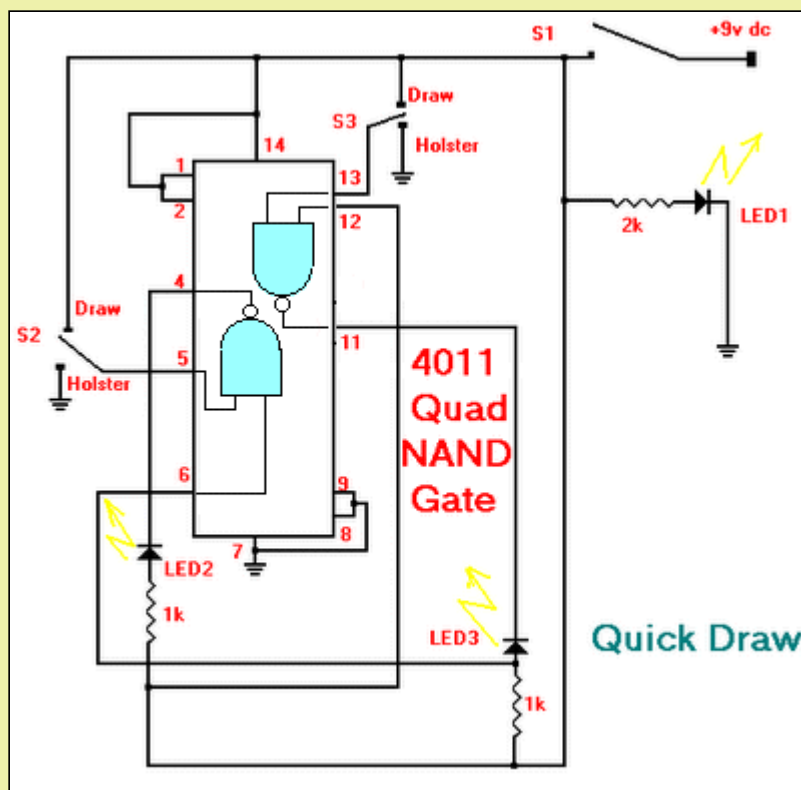 S1
+9v dc
Draw
S3
Holster
14
1
13
2
12
2k
LED1
4
Draw
S2
11
5
Holster
4011
Quad
NAND
Gate
6
9
7
8
LED2
1k
LED3
Quick Draw
1k